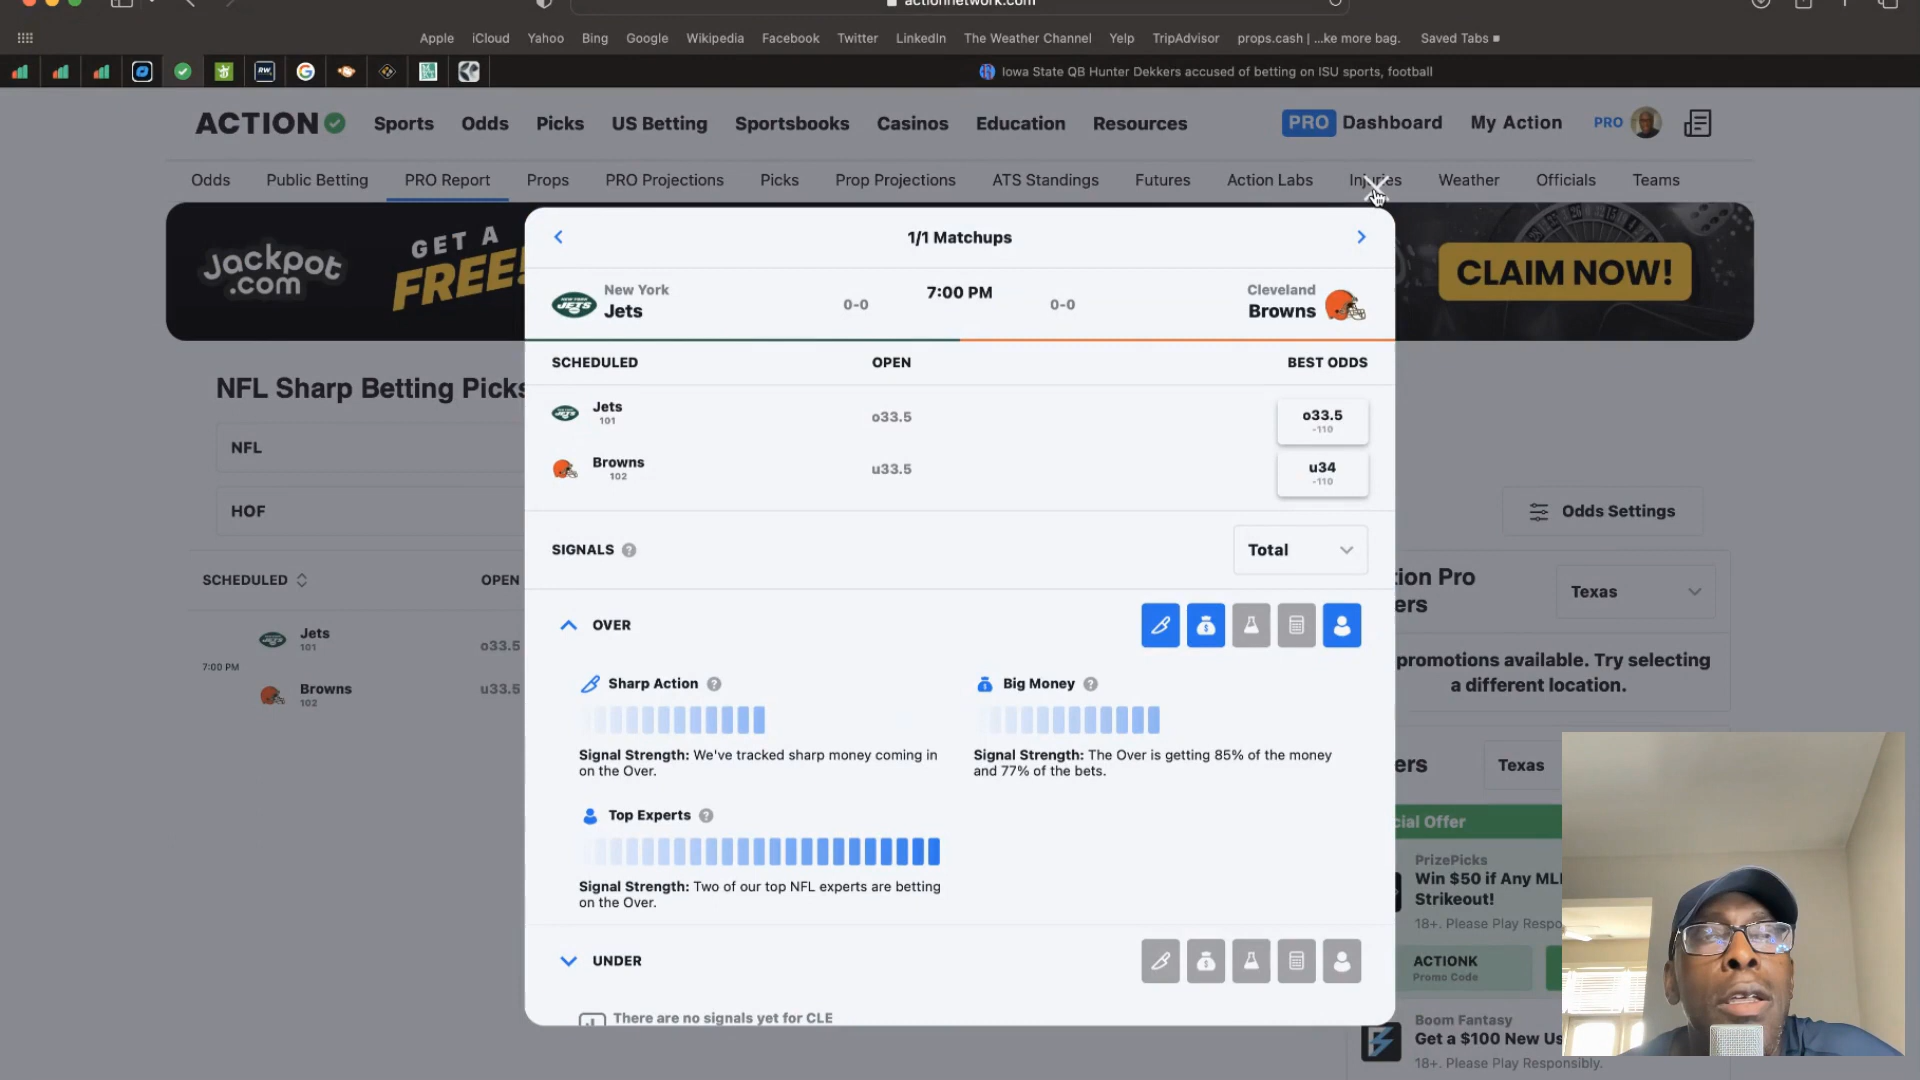 actionnetwork.com
Apple iCloud Yahoo Bing Google Wikipedia Facebook Twitter LinkedIn The Weather Channel Yelp TripAdvisor props.cash | ...ke more bag. Saved Tabs
RW
Iowa State QB Hunter Dekkers accused of betting on ISU sports, football
ACTION Sports Odds Picks US Betting Sportsbooks Casinos Education Resources PRO Dashboard My Action PRO
Odds Public Betting PRO Report Props PRO Projections Picks Prop Projections ATS Standings Futures Action Labs Injuries Weather Officials Teams
Jackpot.com
GET A
FREE!
CLAIM NOW!
1/1 Matchups
New York
Jets
0-0
7:00 PM
0-0
Cleveland
Browns
SCHEDULED OPEN BEST ODDS
Jets
101
o33.5
o33.5
-110
Browns
102
u33.5
u34
-110
SIGNALS ?
Total
OVER
Sharp Action ?
Signal Strength: We've tracked sharp money coming in
on the Over.
Big Money ?
Signal Strength: The Over is getting 85% of the money
and 77% of the bets.
Top Experts ?
Signal Strength: Two of our top NFL experts are betting
on the Over.
UNDER
There are no signals yet for CLE
NFL Sharp Betting Picks
NFL
HOF
SCHEDULED OPEN
7:00 PM
Jets
101
o33.5
Browns
102
u33.5
Odds Settings
tion Pro
ers
Texas
promotions available. Try selecting
a different location.
ers
Texas
cial Offer
PrizePicks
Win $50 if Any ML
Strikeout!
18+. Please Play Respo
ACTIONK
Promo Code
Boom Fantasy
Get a $100 New Us
18+. Please Play Responsibly.